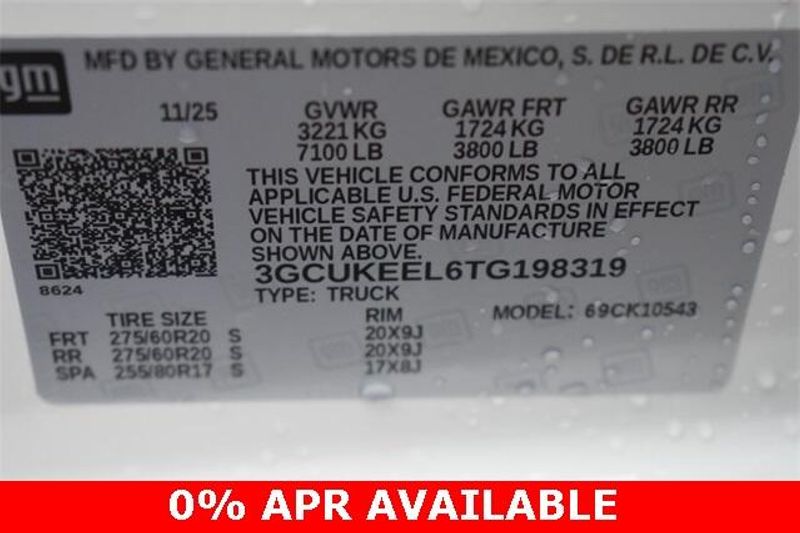 gm
MFD BY GENERAL MOTORS DE MEXICO, S. DE R.L. DE C.V.
11/25 GVWR GAWR FRT GAWR RR
3221 KG 1724 KG 1724 KG
7100 LB 3800 LB 3800 LB
THIS VEHICLE CONFORMS TO ALL
APPLICABLE U.S. FEDERAL MOTOR
VEHICLE SAFETY STANDARDS IN EFFECT
ON THE DATE OF MANUFACTURE
SHOWN ABOVE.
8624
3GCUKEEL6TG198319
TYPE: TRUCK MODEL: 69CK10543
TIRE SIZE RIM
FRT 275/60R20 S 20X9J
RR 275/60R20 S 20X9J
SPA 255/80R17 S 17X8J
0% APR AVAILABLE